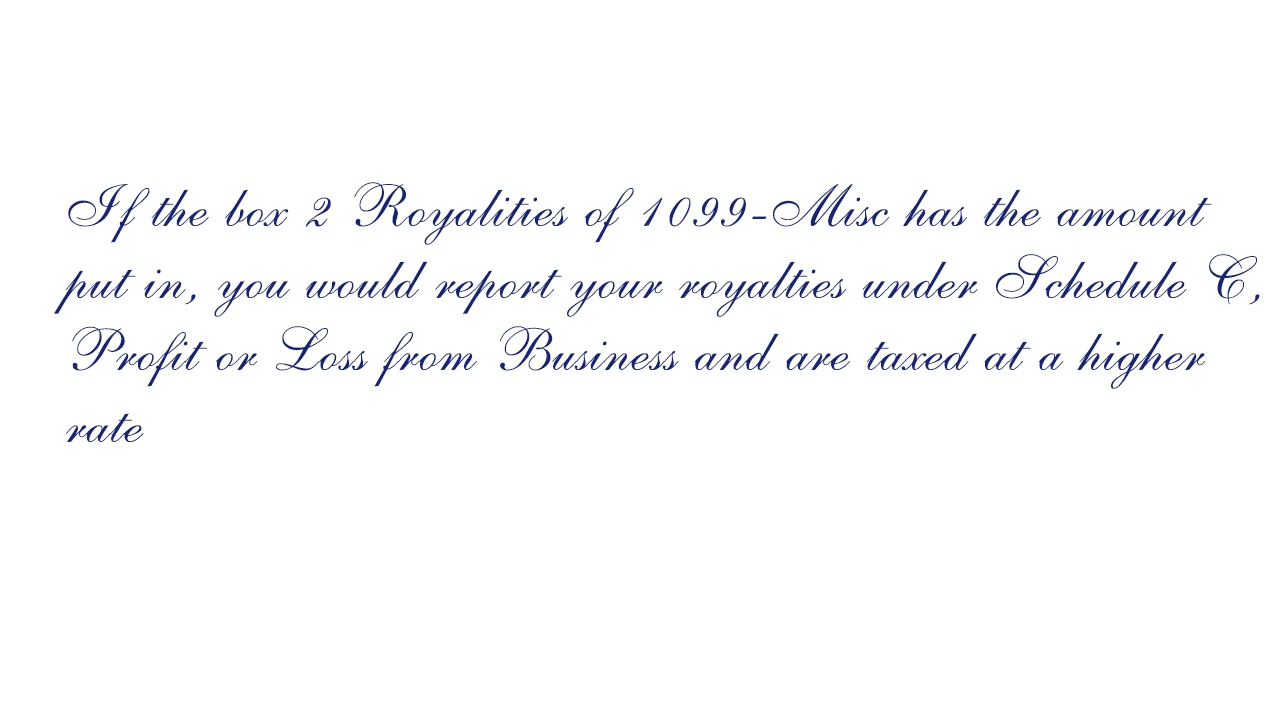 If the box 2 Royalities of 1099-Misc has the amount
put in, you would report your royalties under Schedule C,
Profit or Loss from Business and are taxed at a higher
rate